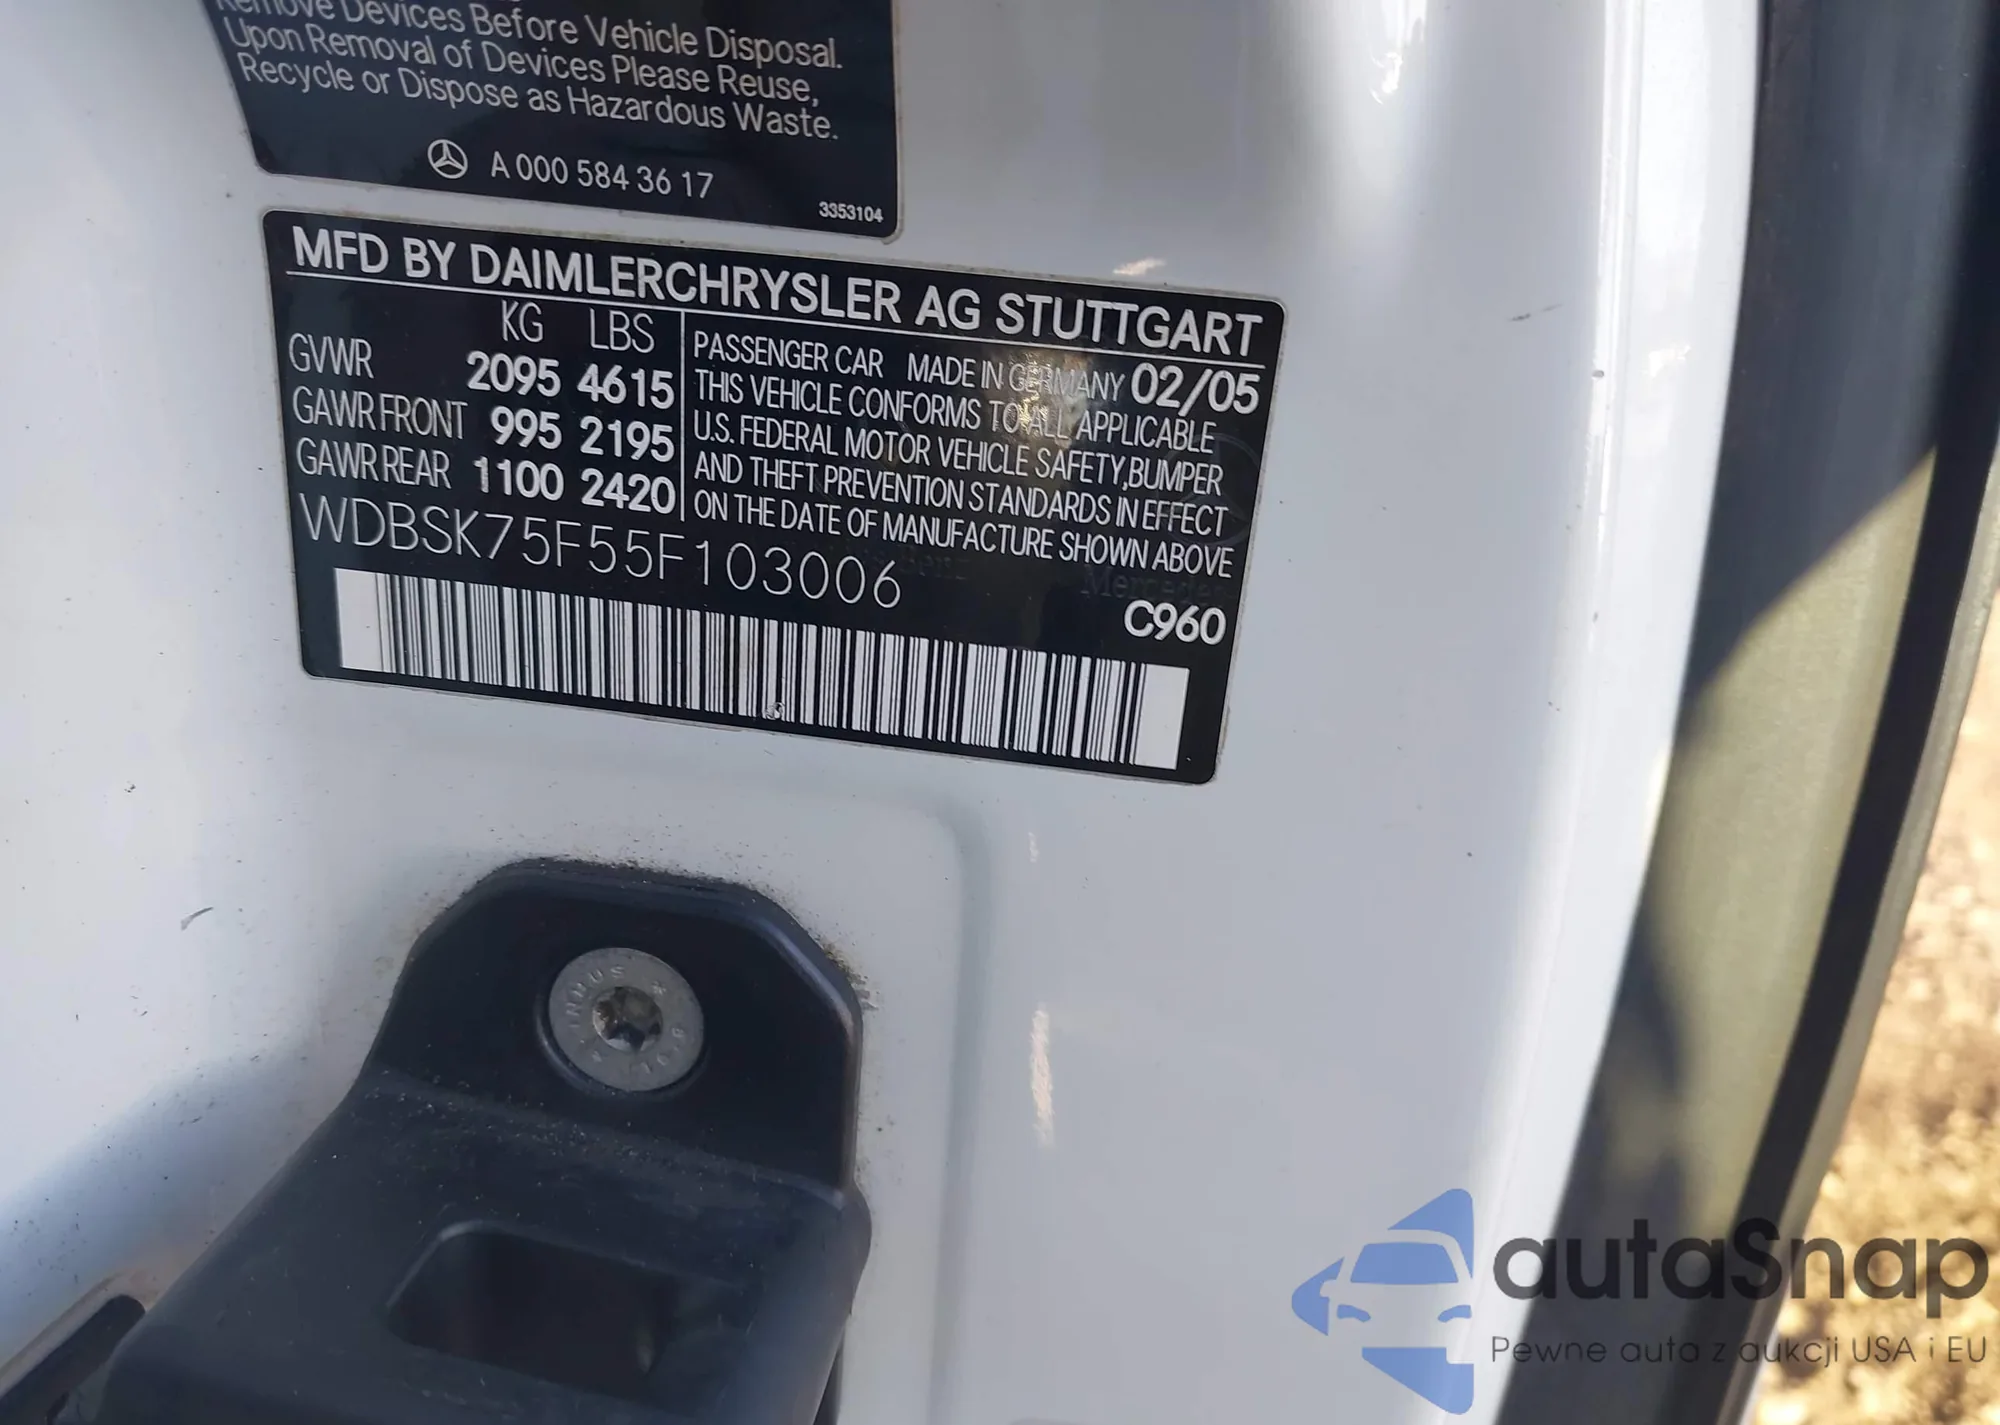 Remove Devices Before Vehicle Disposal.
Upon Removal of Devices Please Reuse,
Recycle or Dispose as Hazardous Waste.
A 000 584 36 17
3353104
MFD BY DAIMLERCHRYSLER AG STUTTGART
KG LBS
GVWR 2095 4615
GAWR FRONT 995 2195
GAWR REAR 1100 2420
PASSENGER CAR MADE IN GERMANY 02/05
THIS VEHICLE CONFORMS TO ALL APPLICABLE
U.S. FEDERAL MOTOR VEHICLE SAFETY, BUMPER
AND THEFT PREVENTION STANDARDS IN EFFECT
ON THE DATE OF MANUFACTURE SHOWN ABOVE
WDBSK75F55F103006
C960
autaSnap
Pewne auta z aukcji USA i EU